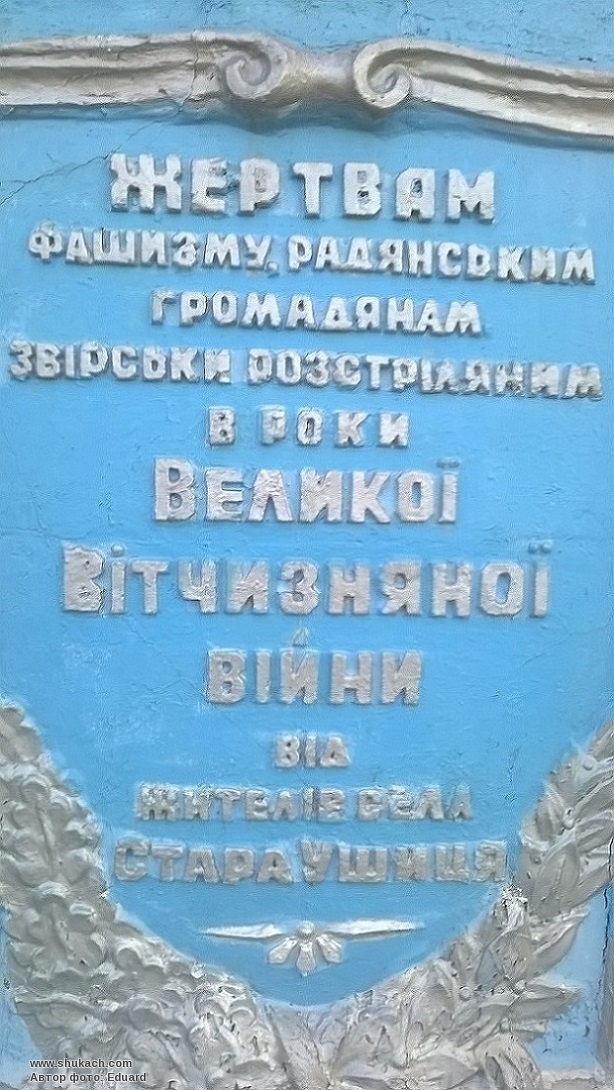 ЖЕРТВАМ
ФАШИЗМУ, РАДЯНСЬКИМ
ГРОМАДЯНАМ
ЗВІРСЬКИ РОЗСТРІЛЯНИМ
В РОКИ
ВЕЛИКОЇ
ВІТЧИЗНЯНОЇ
ВІЙНИ
ВІД
ЖИТЕЛІВ СЕЛА
СТАРА УШИЦЯ
www.shukach.com
Автор фото: Eduard